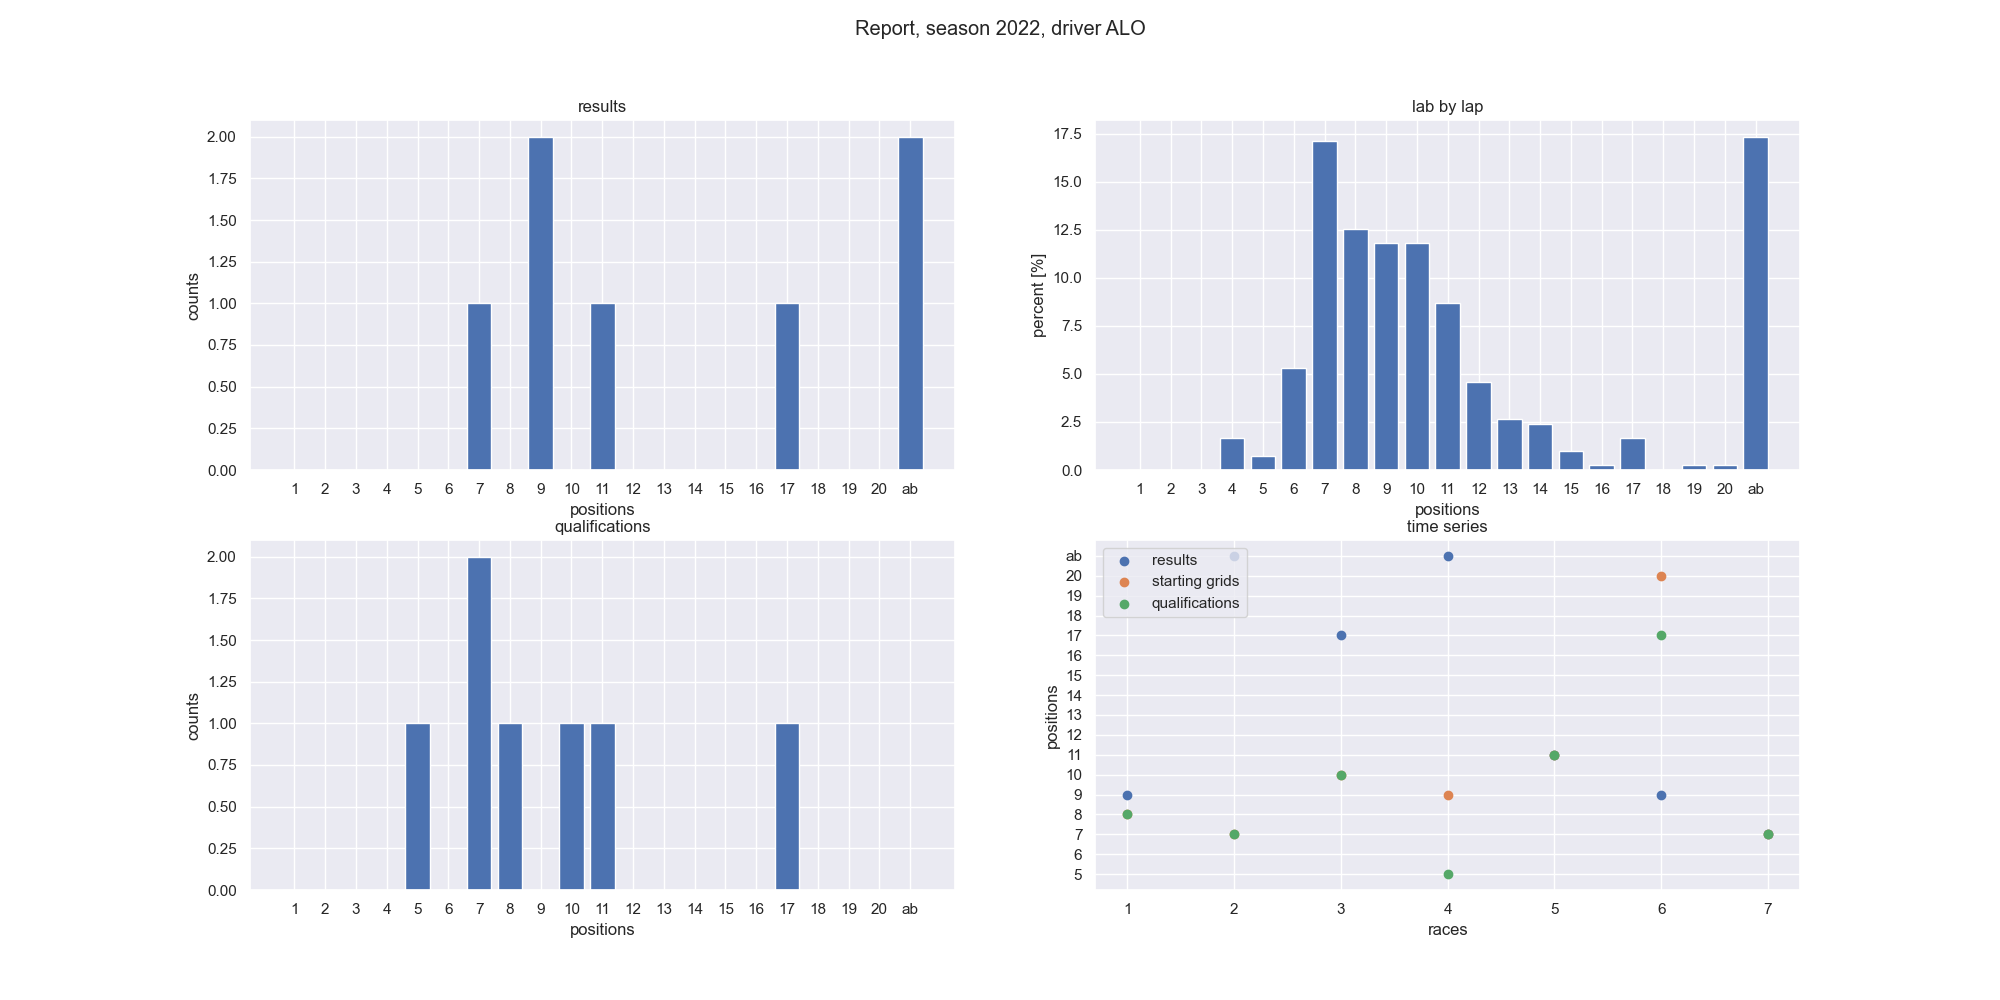 Report, season 2022, driver ALO
results
2.00
1.75
1.50
1.25
1.00
0.75
0.50
0.25
0.00
counts
1 2 3 4 5 6 7 8 9 10 11 12 13 14 15 16 17 18 19 20 ab
positions
lab by lap
17.5
15.0
12.5
10.0
7.5
5.0
2.5
0.0
percent [%]
1 2 3 4 5 6 7 8 9 10 11 12 13 14 15 16 17 18 19 20 ab
positions
qualifications
2.00
1.75
1.50
1.25
1.00
0.75
0.50
0.25
0.00
counts
1 2 3 4 5 6 7 8 9 10 11 12 13 14 15 16 17 18 19 20 ab
positions
time series
ab
20
19
18
17
16
15
14
13
12
11
10
9
8
7
6
5
positions
results
starting grids
qualifications
1 2 3 4 5 6 7
races